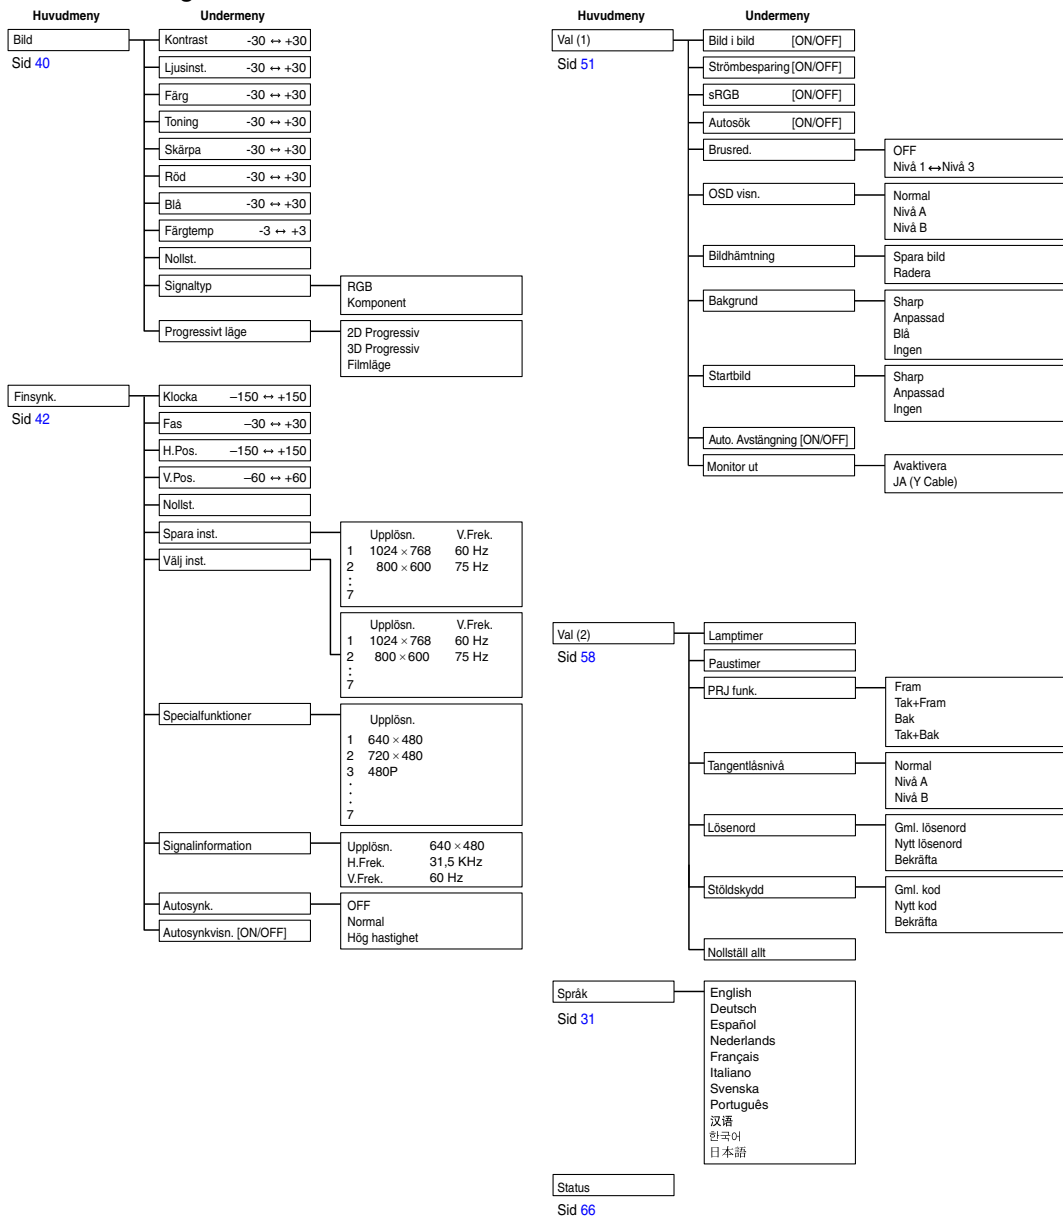 Huvudmeny Undermeny
Bild
Sid 40
Kontrast -30 ↔ +30
Ljusinst. -30 ↔ +30
Färg -30 ↔ +30
Toning -30 ↔ +30
Skärpa -30 ↔ +30
Röd -30 ↔ +30
Blå -30 ↔ +30
Färgtemp -3 ↔ +3
Nollst.
Signaltyp
RGB
Komponent
Progressivt läge
2D Progressiv
3D Progressiv
Filmläge
Finsynk.
Sid 42
Klocka –150 ↔ +150
Fas –30 ↔ +30
H.Pos. –150 ↔ +150
V.Pos. –60 ↔ +60
Nollst.
Spara inst.
Upplösn. V.Frek.
1 1024 × 768 60 Hz
2 800 × 600 75 Hz
:
7
Välj inst.
Upplösn. V.Frek.
1 1024 × 768 60 Hz
2 800 × 600 75 Hz
:
7
Specialfunktioner
Upplösn.
1 640 × 480
2 720 × 480
3 480P
:
:
7
Signalinformation
Upplösn. 640 × 480
H.Frek. 31,5 KHz
V.Frek. 60 Hz
Autosynk.
OFF
Normal
Hög hastighet
Autosynkvisn. [ON/OFF]
Huvudmeny Undermeny
Val (1)
Sid 51
Bild i bild [ON/OFF]
Strömbesparing [ON/OFF]
sRGB [ON/OFF]
Autosök [ON/OFF]
Brusred.
OFF
Nivå 1 ↔ Nivå 3
OSD visn.
Normal
Nivå A
Nivå B
Bildhämtning
Spara bild
Radera
Bakgrund
Sharp
Anpassad
Blå
Ingen
Startbild
Sharp
Anpassad
Ingen
Auto. Avstängning [ON/OFF]
Monitor ut
Avaktivera
JA (Y Cable)
Val (2)
Sid 58
Lamptimer
Paustimer
PRJ funk.
Fram
Tak+Fram
Bak
Tak+Bak
Tangentlåsnivå
Normal
Nivå A
Nivå B
Lösenord
Gml. lösenord
Nytt lösenord
Bekräfta
Stöldskydd
Gml. kod
Nytt kod
Bekräfta
Nollställ allt
Språk
Sid 31
English
Deutsch
Español
Nederlands
Français
Italiano
Svenska
Português
汉语
한국어
日本語
Status
Sid 66